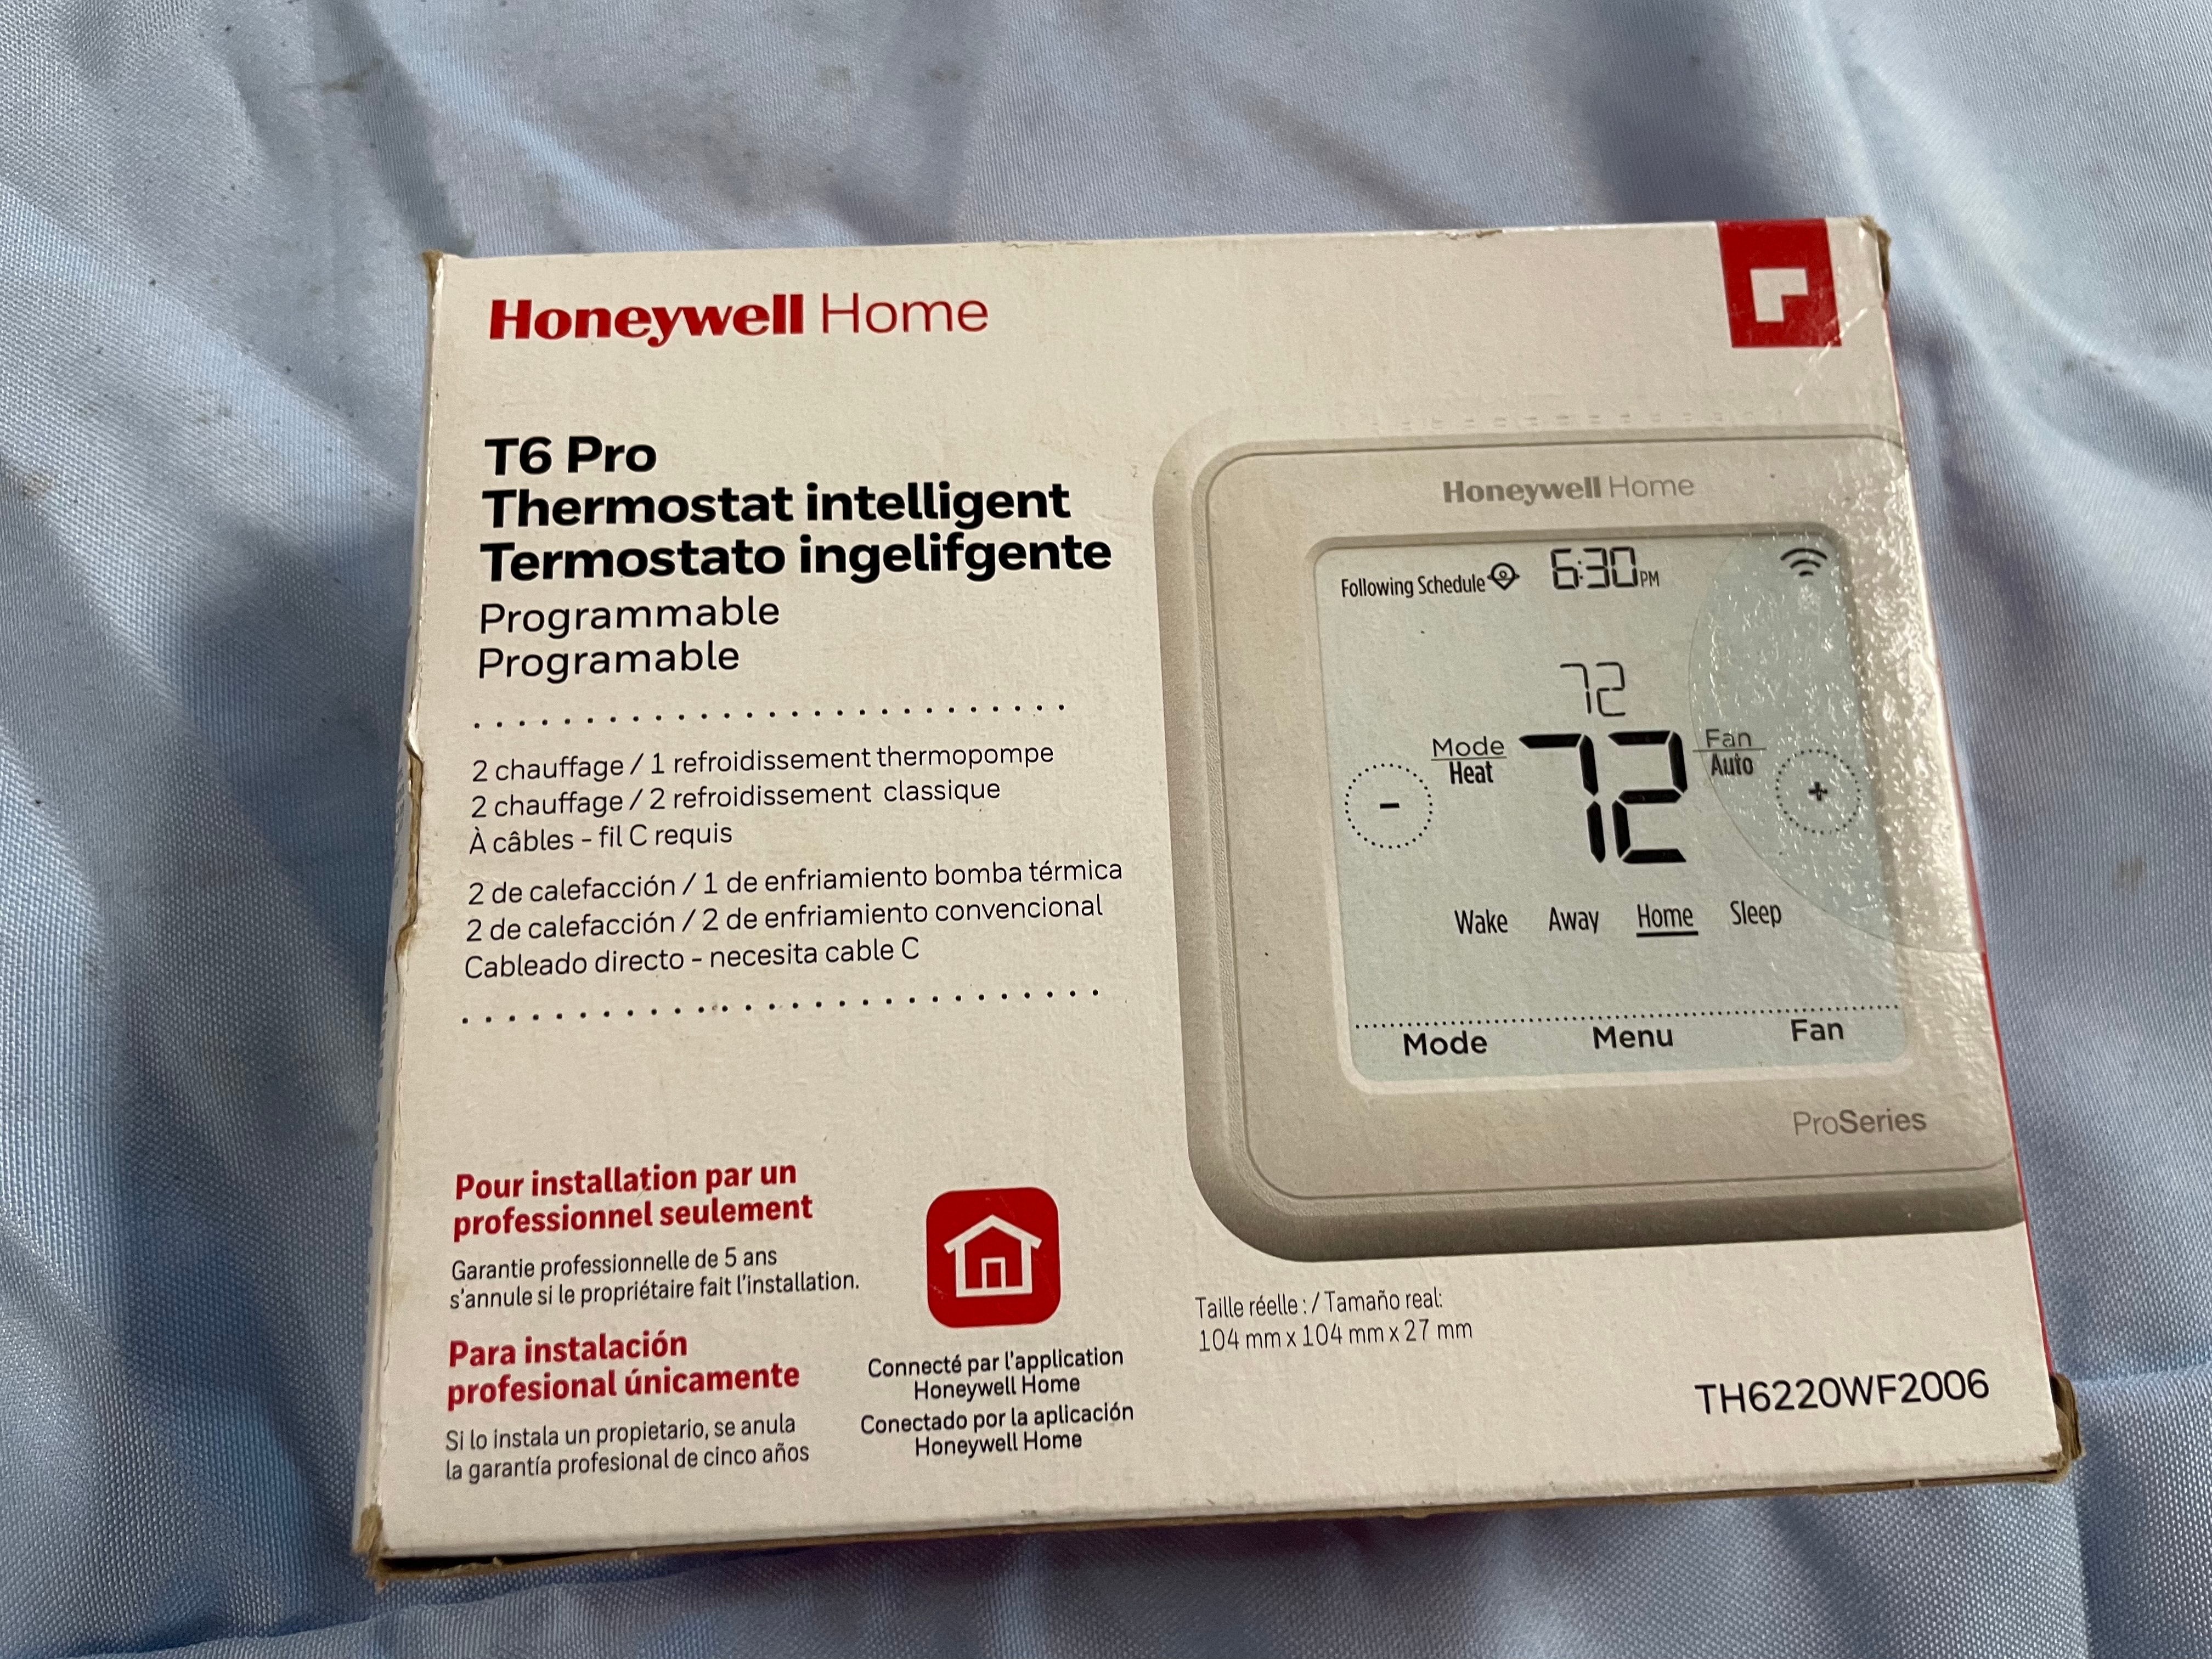 Honeywell Home
T6 Pro
Thermostat intelligent
Termostato ingelifgente
Programmable
Programable
2 chauffage / 1 refroidissement thermopompe
2 chauffage / 2 refroidissement classique
À câbles - fil C requis
2 de calefacción / 1 de enfriamiento bomba térmica
2 de calefacción / 2 de enfriamiento convencional
Cableado directo - necesita cable C
Pour installation par un
professionnel seulement
Garantie professionnelle de 5 ans
s'annule si le propriétaire fait l'installation.
Para instalación
profesional únicamente
Si lo instala un propietario, se anula
la garantía profesional de cinco años
Connecté par l'application
Honeywell Home
Conectado por la aplicación
Honeywell Home
Honeywell Home
Following Schedule 6:30 PM
72
Mode
Heat
72
Fan
Auto
- +
Wake Away Home Sleep
Mode Menu Fan
ProSeries
Taille réelle : / Tamaño real:
104 mm x 104 mm x 27 mm
TH6220WF2006